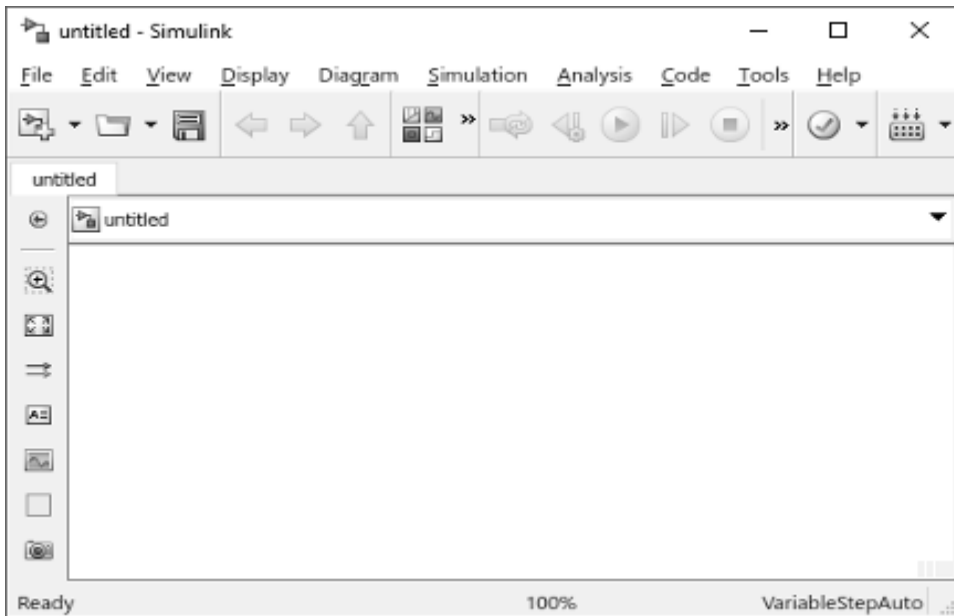 untitled - Simulink
File Edit View Display Diagram Simulation Analysis Code Tools Help
untitled
untitled
Ready 100% VariableStepAuto